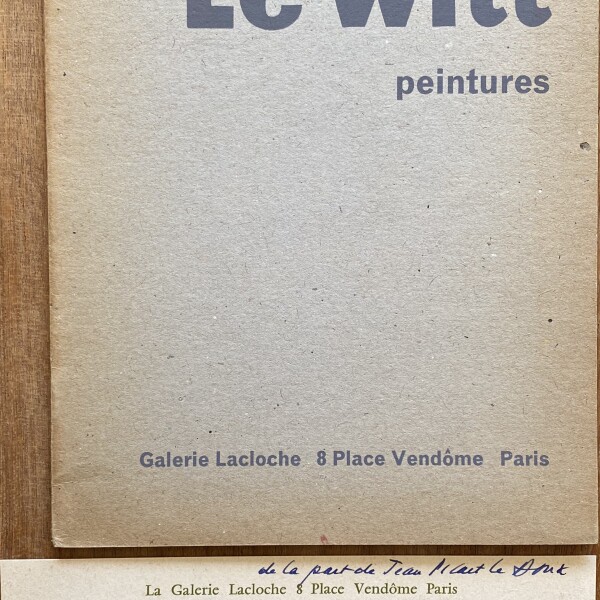 Le Witt
peintures
Galerie Lacloche 8 Place Vendôme Paris
de la part de Jean
La Galerie Lacloche 8 Place Vendôme Paris